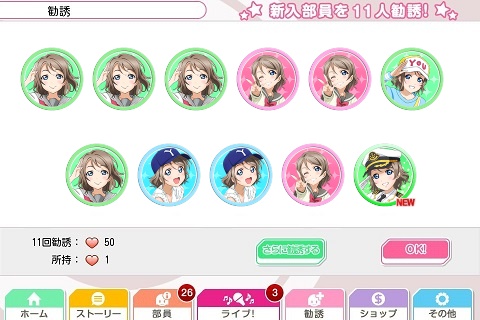 勧誘
新入部員を11人勧誘!
YOU
NEW
11回勧誘： 50
所持： 1
さらに勧誘する
OK!
26
3
ホーム
ストーリー
部員
ライブ!
勧誘
ショップ
その他